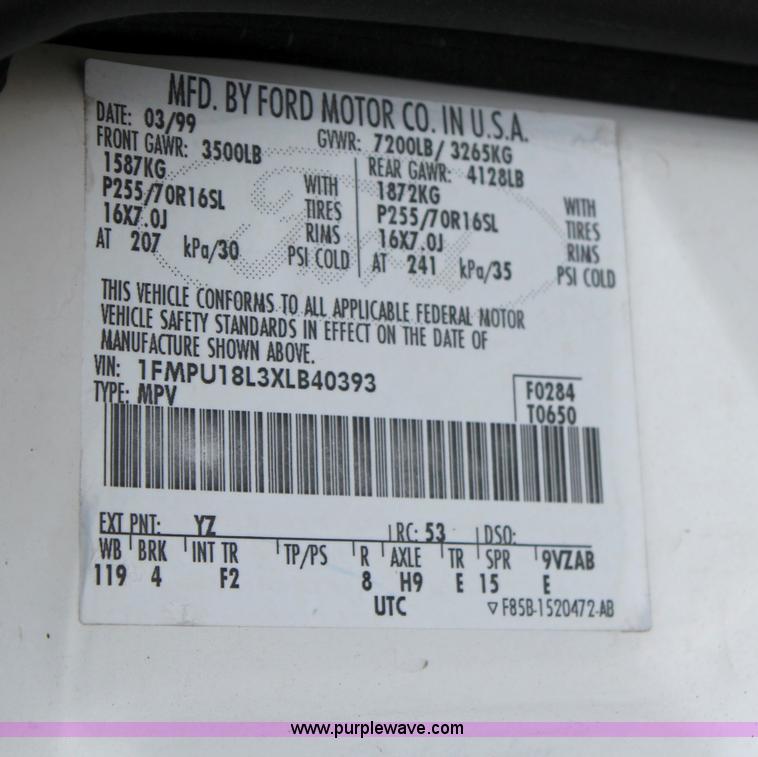 MFD. BY FORD MOTOR CO. IN U.S.A.
DATE: 03/99 GVWR: 7200LB/ 3265KG
FRONT GAWR: 3500LB REAR GAWR: 4128LB
1587KG WITH 1872KG WITH
P255/70R16SL TIRES P255/70R16SL TIRES
16X7.0J RIMS 16X7.0J RIMS
AT 207 kPa/30 PSI COLD AT 241 kPa/35 PSI COLD
THIS VEHICLE CONFORMS TO ALL APPLICABLE FEDERAL MOTOR
VEHICLE SAFETY STANDARDS IN EFFECT ON THE DATE OF
MANUFACTURE SHOWN ABOVE.
VIN: 1FMPU18L3XLB40393 F0284
TYPE: MPV T0650
EXT PNT: YZ RC: 53 DSO:
WB BRK INT TR TP/PS R AXLE TR SPR 9VZAB
119 4 F2 8 H9 E 15 E
UTC ▽ F85B-1520472-AB
www.purplewave.com